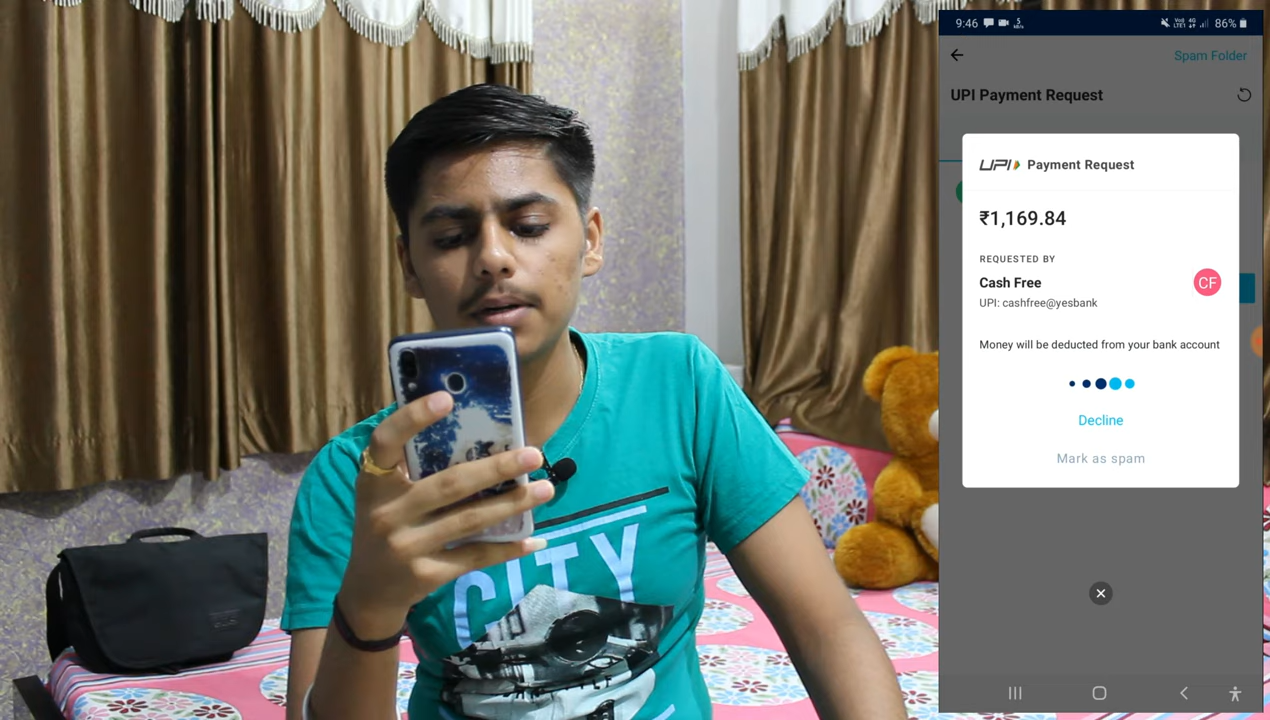 9:46
5
86%
Spam Folder
UPI Payment Request
UPI Payment Request
₹1,169.84
REQUESTED BY
Cash Free
CF
UPI: cashfree@yesbank
Money will be deducted from your bank account
Decline
Mark as spam
CITY